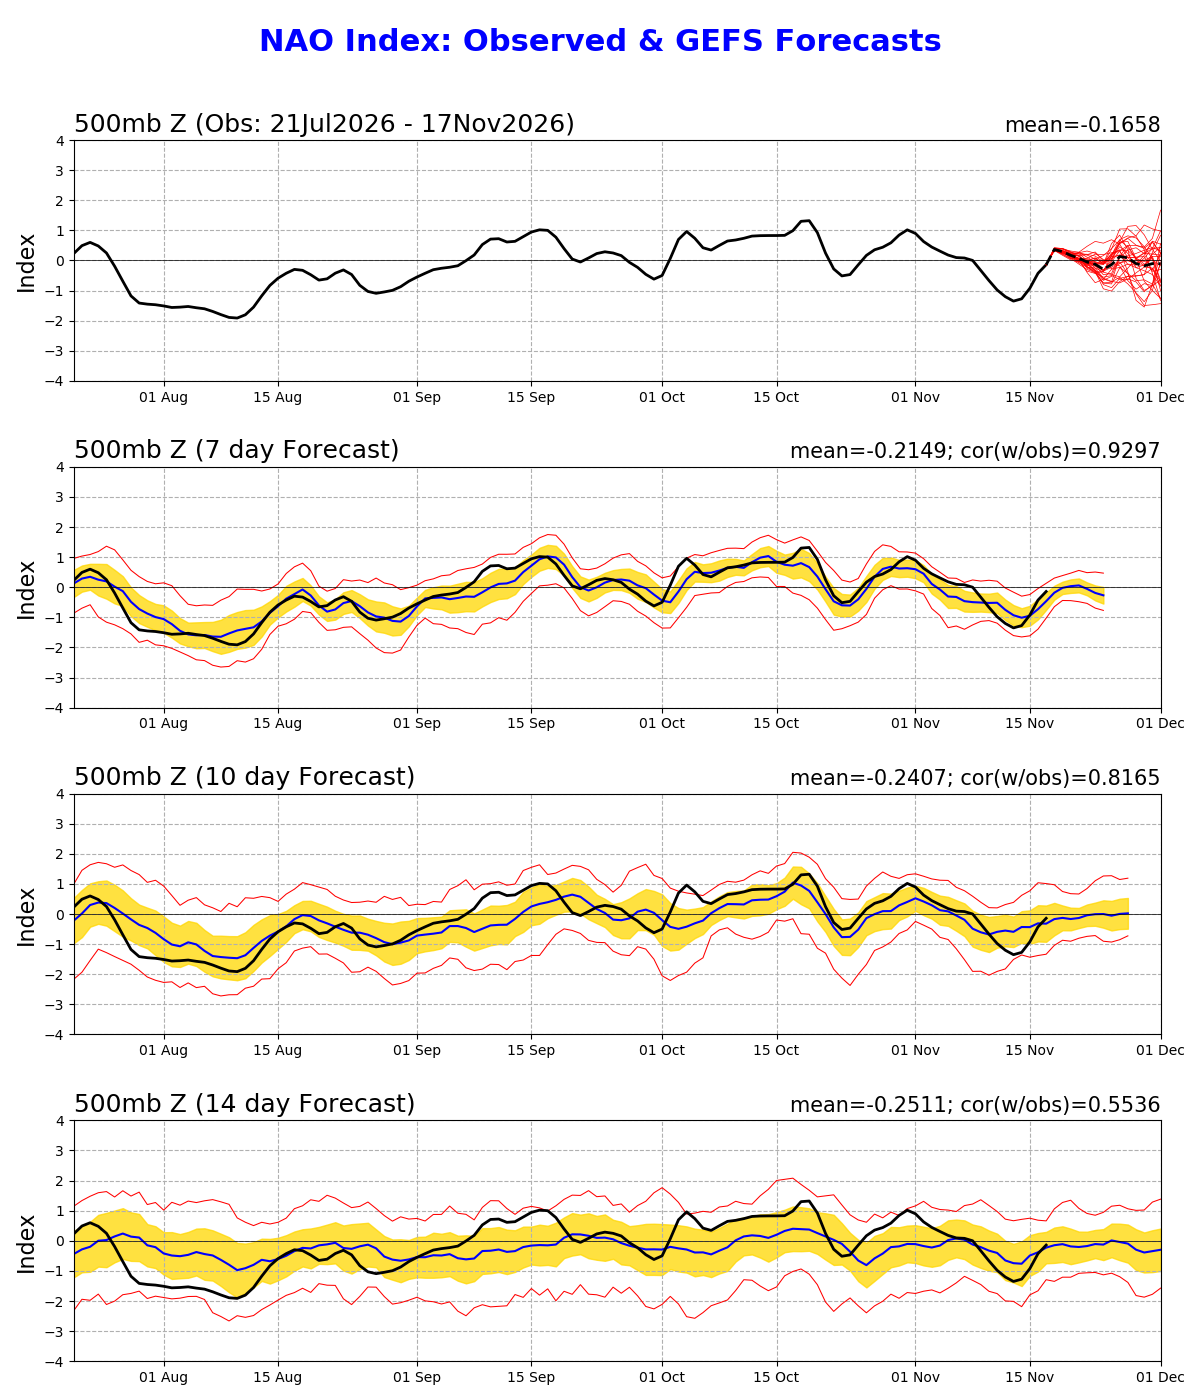 NAO Index: Observed & GEFS Forecasts
500mb Z (Obs: 21Jul2026 - 17Nov2026)
mean=-0.1658
4
3
2
1
0
−1
−2
−3
−4
Index
01 Aug 15 Aug 01 Sep 15 Sep 01 Oct 15 Oct 01 Nov 15 Nov 01 Dec
500mb Z (7 day Forecast)
mean=-0.2149; cor(w/obs)=0.9297
4
3
2
1
0
−1
−2
−3
−4
Index
01 Aug 15 Aug 01 Sep 15 Sep 01 Oct 15 Oct 01 Nov 15 Nov 01 Dec
500mb Z (10 day Forecast)
mean=-0.2407; cor(w/obs)=0.8165
4
3
2
1
0
−1
−2
−3
−4
Index
01 Aug 15 Aug 01 Sep 15 Sep 01 Oct 15 Oct 01 Nov 15 Nov 01 Dec
500mb Z (14 day Forecast)
mean=-0.2511; cor(w/obs)=0.5536
4
3
2
1
0
−1
−2
−3
−4
Index
01 Aug 15 Aug 01 Sep 15 Sep 01 Oct 15 Oct 01 Nov 15 Nov 01 Dec